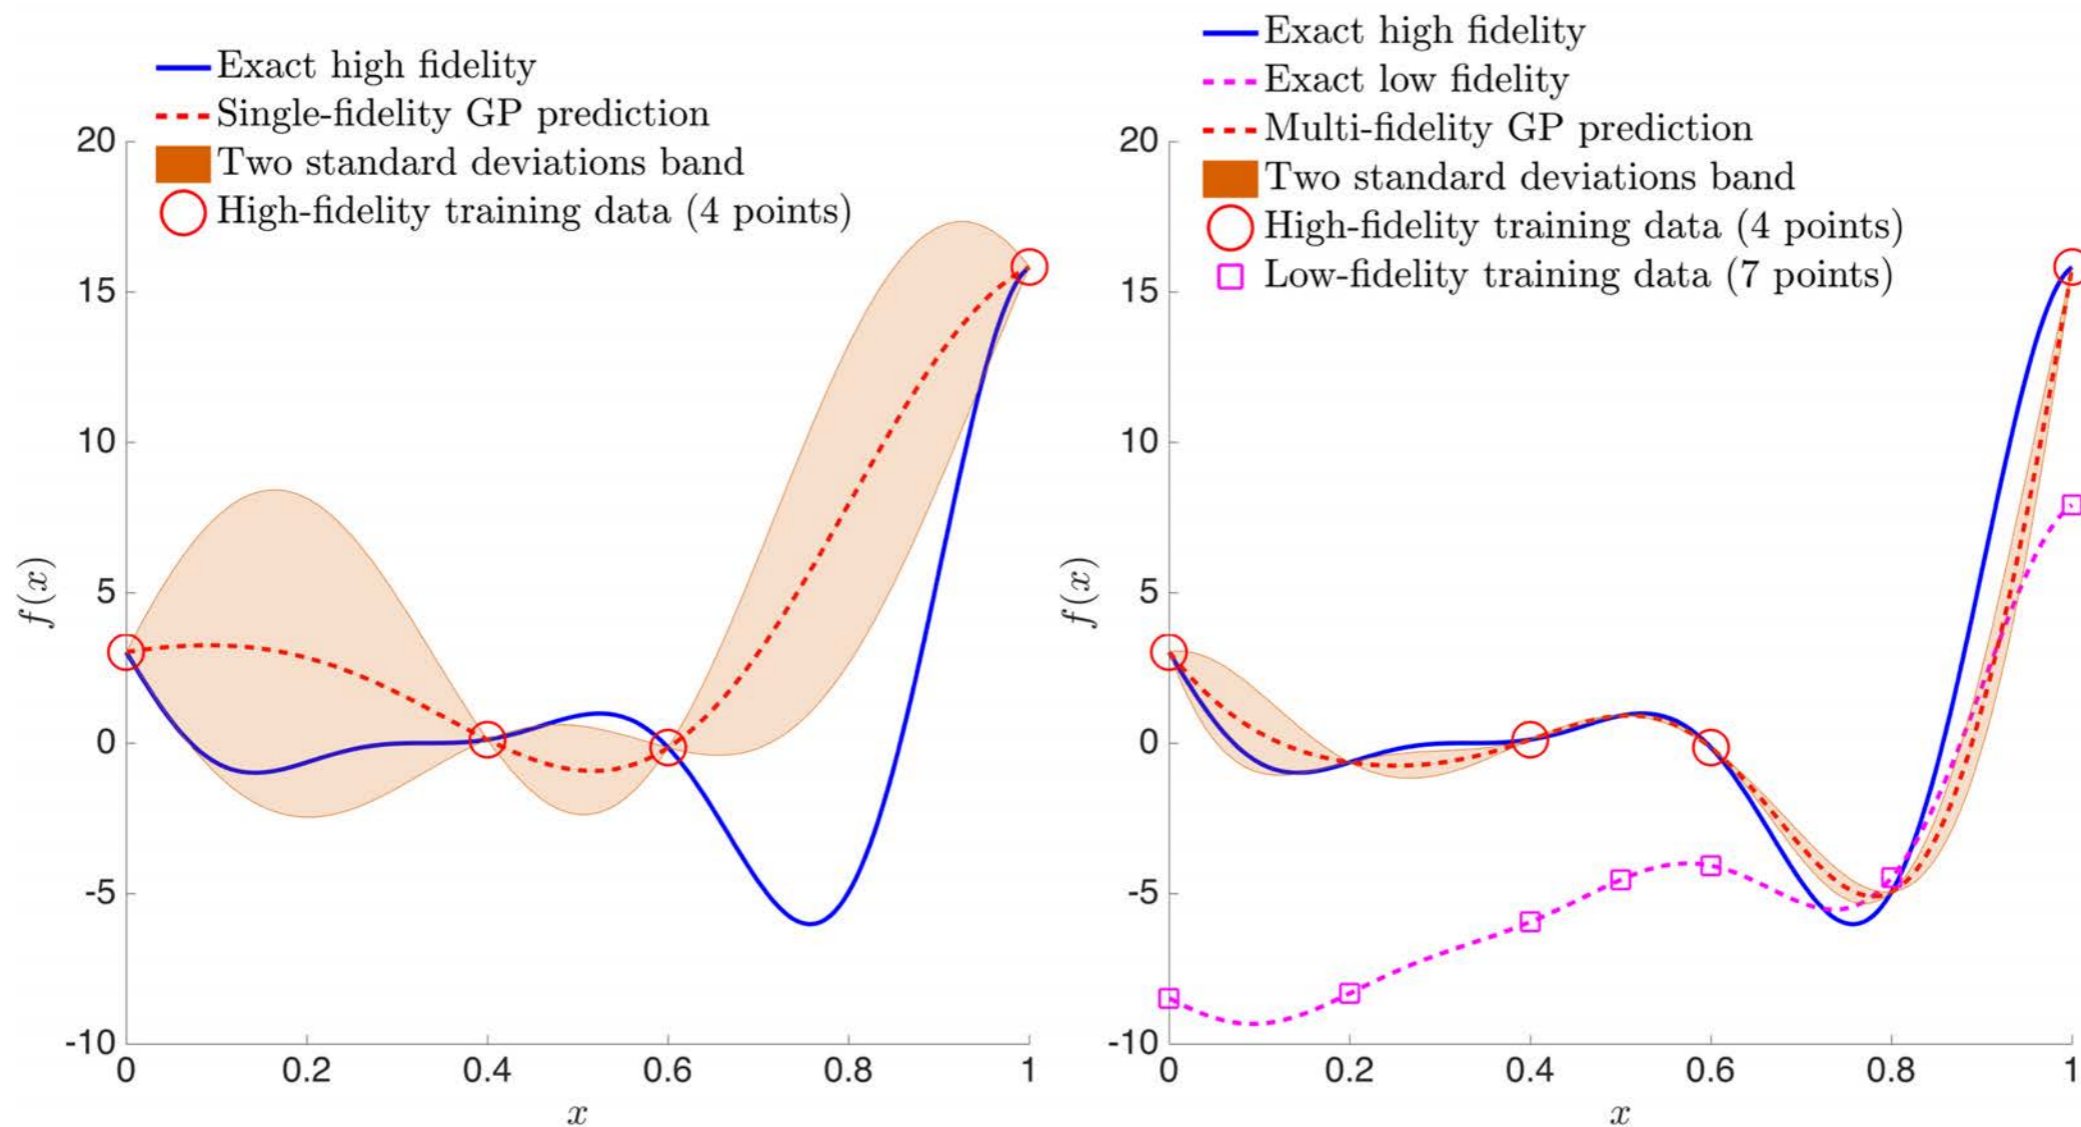 Exact high fidelity
Single-fidelity GP prediction
Two standard deviations band
High-fidelity training data (4 points)
20
15
10
5
0
-5
-10
f(x)
0 0.2 0.4 0.6 0.8 1
x
Exact high fidelity
Exact low fidelity
Multi-fidelity GP prediction
Two standard deviations band
High-fidelity training data (4 points)
Low-fidelity training data (7 points)
20
15
10
5
0
-5
-10
f(x)
0 0.2 0.4 0.6 0.8 1
x